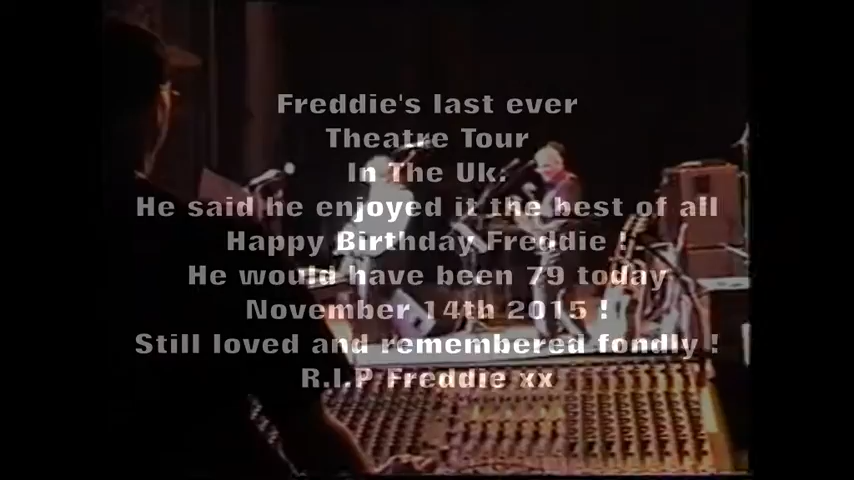 Freddie's last ever
Theatre Tour
In The Uk.
He said he enjoyed it the best of all
Happy Birthday Freddie !
He would have been 79 today
November 14th 2015 !
Still loved and remembered fondly !
R.I.P Freddie xx